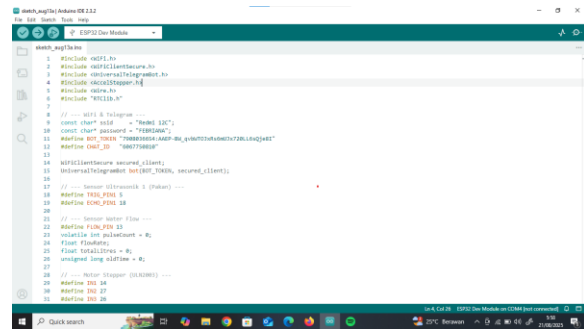 sketch_aug13a | Arduino IDE 2.3.2
File Edit Sketch Tools Help
ESP32 Dev Module
sketch_aug13a.ino
1 #include <WiFi.h>
2 #include <WiFiClientSecure.h>
3 #include <UniversalTelegramBot.h>
4 #include <AccelStepper.h>
5 #include <Wire.h>
6 #include "RTClib.h"
7
8 // --- WiFi & Telegram ---
9 const char* ssid = "Redmi 12C";
10 const char* password = "FEBRIANA";
11 #define BOT_TOKEN
12 #define CHAT_ID
13
14 WiFiClientSecure secured_client;
15 UniversalTelegramBot bot(BOT_TOKEN, secured_client);
16
17 // --- Sensor Ultrasonik 1 (Pakan) ---
18 #define TRIG_PIN1 5
19 #define ECHO_PIN1 18
20
21 // --- Sensor Water Flow ---
22 #define FLOW_PIN 13
23 volatile int pulseCount = 0;
24 float flowRate;
25 float totalLitres = 0;
26 unsigned long oldTime = 0;
27
28 // --- Motor Stepper (ULN2003) ---
29 #define IN1 14
30 #define IN2 27
31 #define IN3 26
Ln 4, Col 26 ESP32 Dev Module on COM4 [not connected]
Quick search
25°C Berawan
5:50
21/08/2025